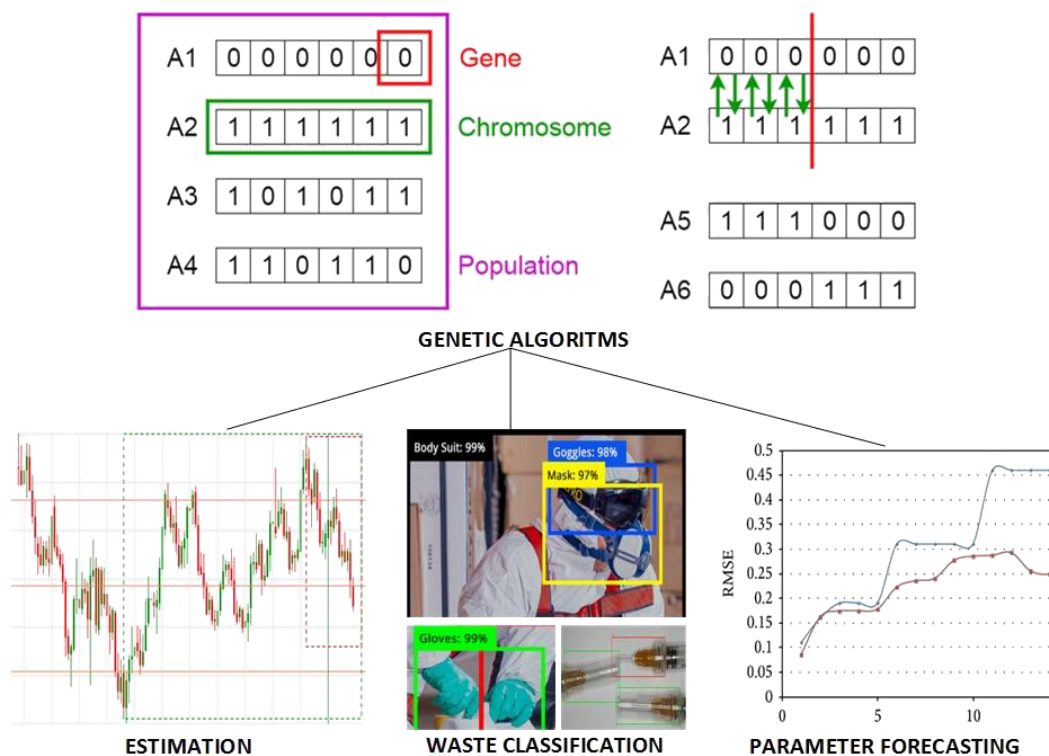 A1 0 0 0 0 0 0 Gene
A2 1 1 1 1 1 1 Chromosome
A3 1 0 1 0 1 1
A4 1 1 0 1 1 0 Population
A1 0 0 0 0 0 0
A2 1 1 1 1 1 1
A5 1 1 1 0 0 0
A6 0 0 0 1 1 1
GENETIC ALGORITMS
Body Suit: 99%
Goggles: 98%
Mask: 97%
Gloves: 99%
0.5
0.45
0.4
0.35
0.3
0.25
0.2
0.15
0.1
0.05
0
RMSE
0 5 10
ESTIMATION
WASTE CLASSIFICATION
PARAMETER FORECASTING